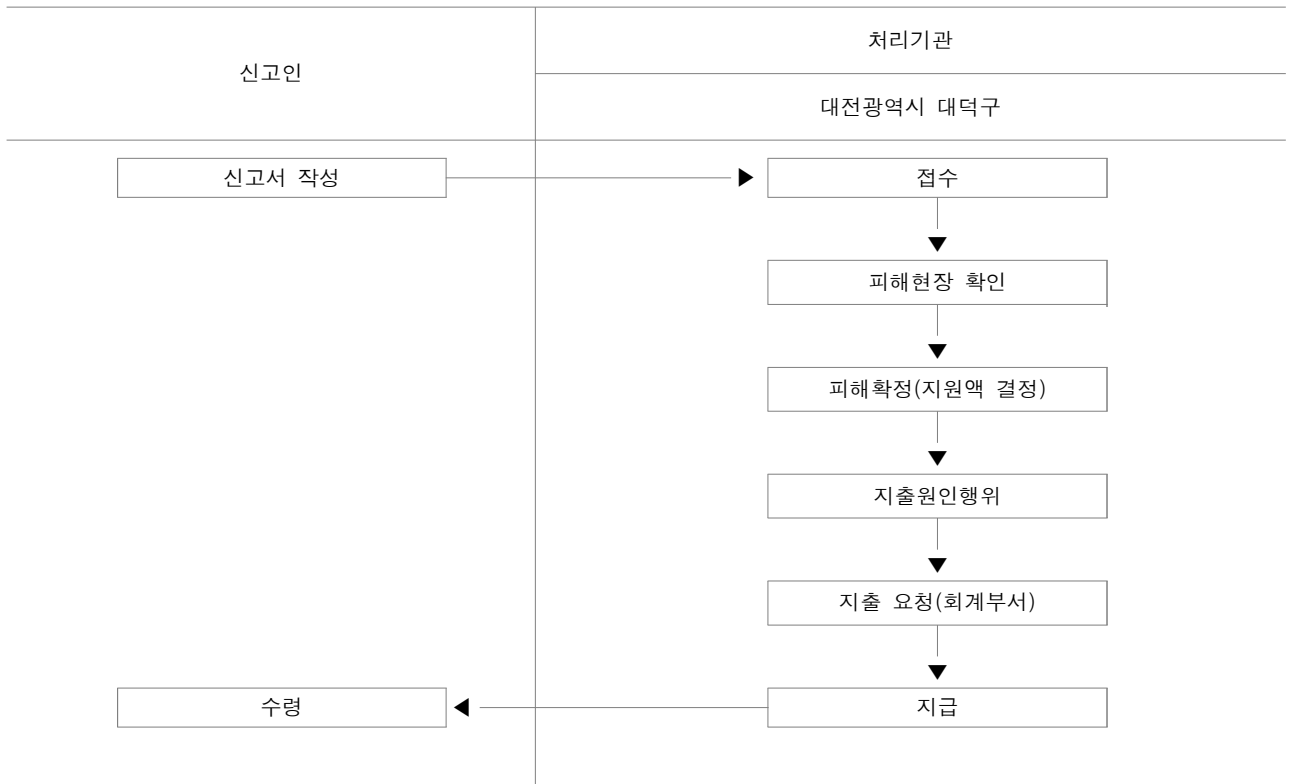 신고인
처리기관
대전광역시 대덕구
신고서 작성
접수
피해현장 확인
피해확정(지원액 결정)
지출원인행위
지출 요청(회계부서)
수령
지급